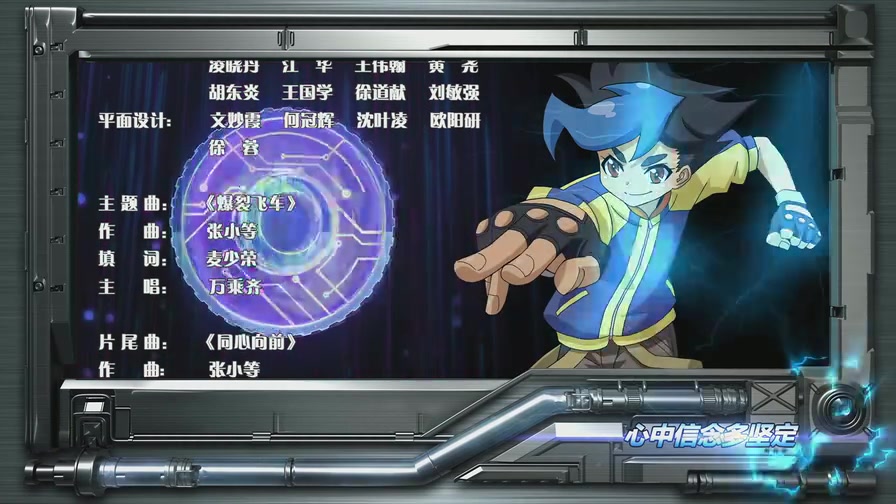 凌晓丹 江华 王伟翰 黄尧
胡东炎 王国学 徐道献 刘敏强
平面设计: 文妙霞 何冠辉 沈叶凌 欧阳研
徐蓉
主题曲: 《爆裂飞车》
作曲: 张小等
填词: 麦少荣
主唱: 万乘齐
片尾曲: 《同心向前》
作曲: 张小等
心中信念多坚定